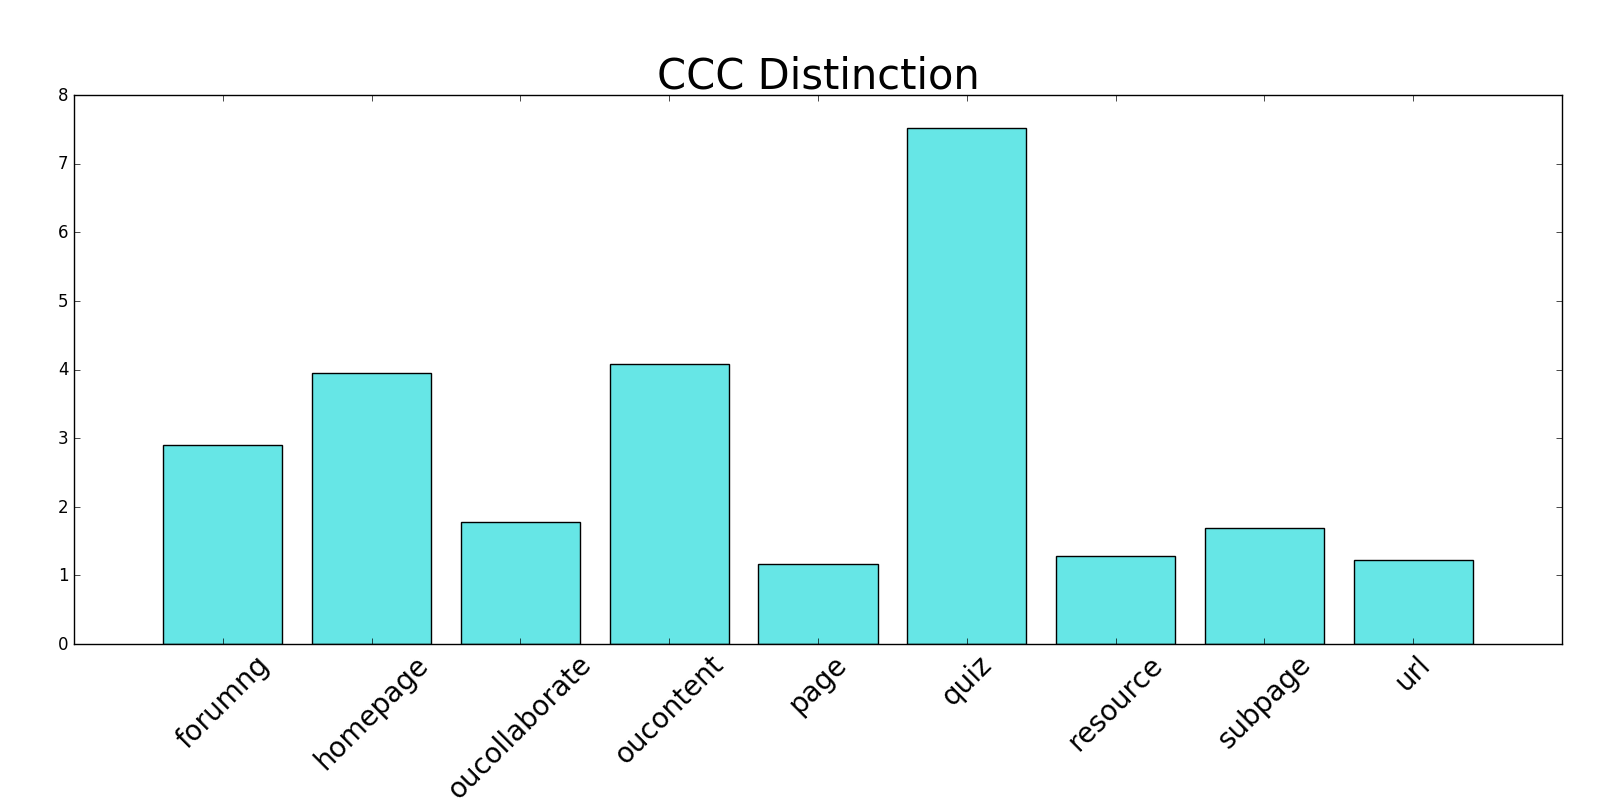 CCC Distinction
8
7
6
5
4
3
2
1
0
forumng
homepage
oucollaborate
oucontent
page
quiz
resource
subpage
url